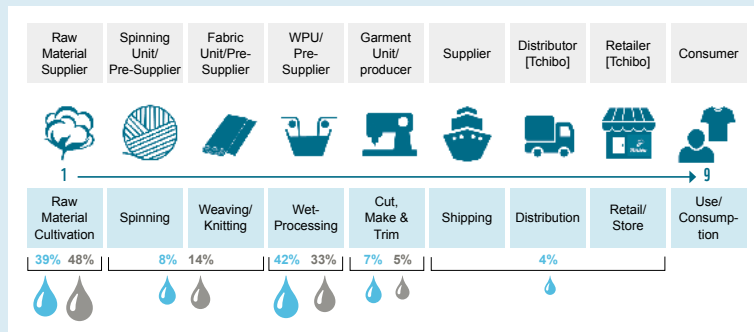 Raw
Material
Supplier
Spinning
Unit/
Pre-Supplier
Fabric
Unit/Pre-
Supplier
WPU/
Pre-
Supplier
Garment
Unit/
producer
Supplier
Distributor
[Tchibo]
Retailer
[Tchibo]
Consumer
1
9
Raw
Material
Cultivation
Spinning
Weaving/
Knitting
Wet-
Processing
Cut,
Make &
Trim
Shipping
Distribution
Retail/
Store
Use/
Consump-
tion
39% 48%
8% 14%
42% 33%
7% 5%
4%